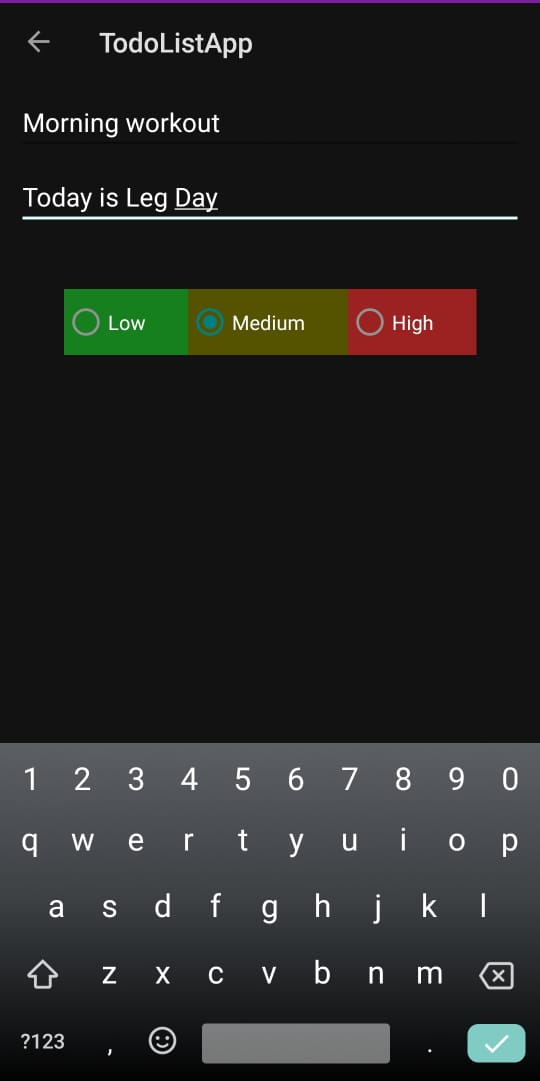 TodoListApp
Morning workout
Today is Leg Day
Low Medium High
1 2 3 4 5 6 7 8 9 0
q w e r t y u i o p
a s d f g h j k l
z x c v b n m
?123 , .